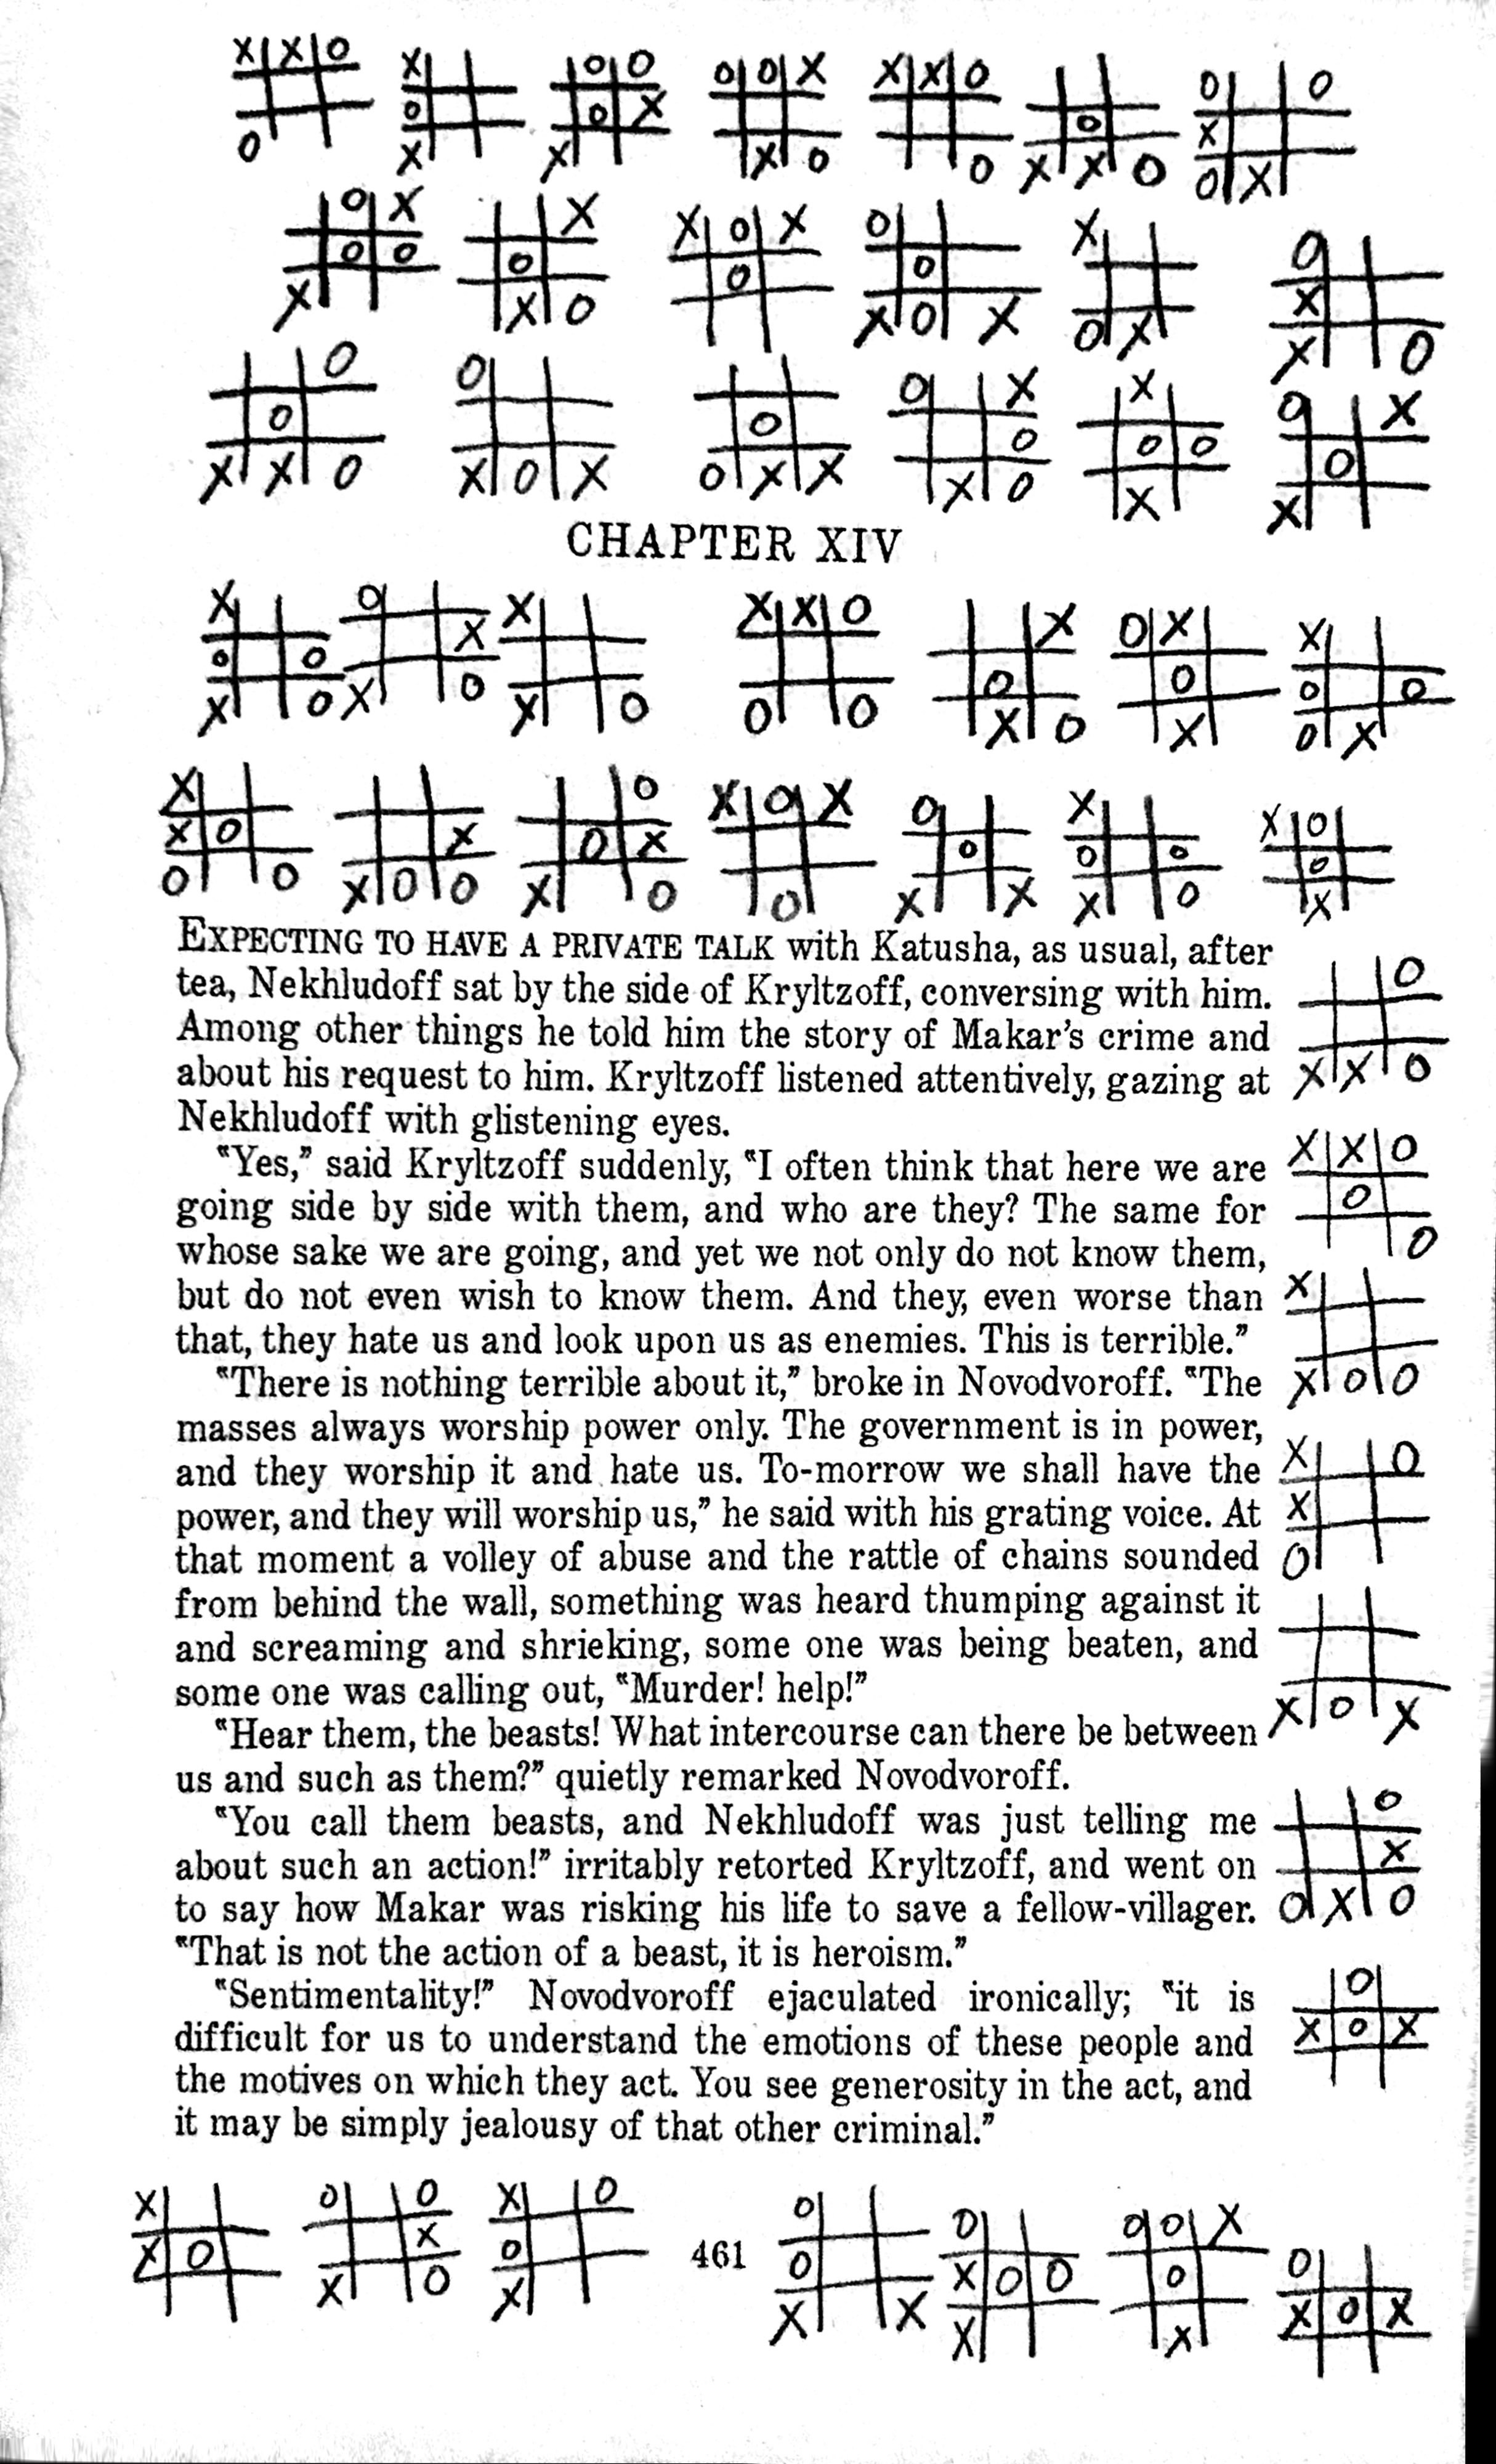 CHAPTER XIV
EXPECTING TO HAVE A PRIVATE TALK with Katusha, as usual, after
tea, Nekhludoff sat by the side of Kryltzoff, conversing with him.
Among other things he told him the story of Makar's crime and
about his request to him. Kryltzoff listened attentively, gazing at
Nekhludoff with glistening eyes.
"Yes," said Kryltzoff suddenly, "I often think that here we are
going side by side with them, and who are they? The same for
whose sake we are going, and yet we not only do not know them,
but do not even wish to know them. And they, even worse than
that, they hate us and look upon us as enemies. This is terrible."
"There is nothing terrible about it," broke in Novodvoroff. "The
masses always worship power only. The government is in power,
and they worship it and hate us. To-morrow we shall have the
power, and they will worship us," he said with his grating voice. At
that moment a volley of abuse and the rattle of chains sounded
from behind the wall, something was heard thumping against it
and screaming and shrieking, some one was being beaten, and
some one was calling out, "Murder! help!"
"Hear them, the beasts! What intercourse can there be between
us and such as them?" quietly remarked Novodvoroff.
"You call them beasts, and Nekhludoff was just telling me
about such an action!" irritably retorted Kryltzoff, and went on
to say how Makar was risking his life to save a fellow-villager.
"That is not the action of a beast, it is heroism."
"Sentimentality!" Novodvoroff ejaculated ironically; "it is
difficult for us to understand the emotions of these people and
the motives on which they act. You see generosity in the act, and
it may be simply jealousy of that other criminal."
461